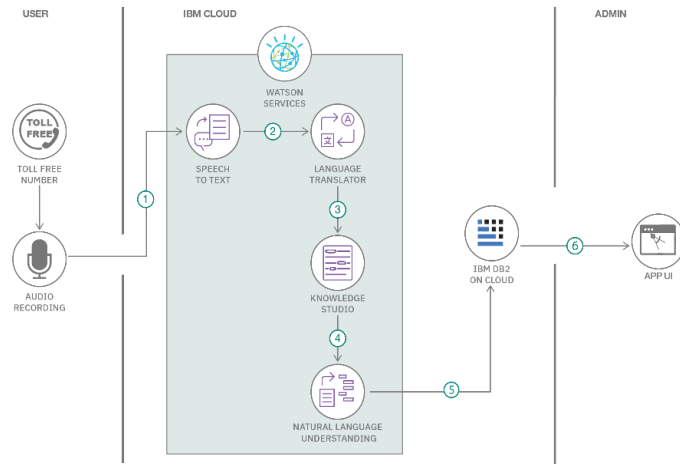 USER
IBM CLOUD
ADMIN
WATSON
SERVICES
TOLL
FREE
TOLL FREE
NUMBER
AUDIO
RECORDING
1
SPEECH
TO TEXT
2
A
文
LANGUAGE
TRANSLATOR
3
KNOWLEDGE
STUDIO
4
NATURAL LANGUAGE
UNDERSTANDING
5
IBM DB2
ON CLOUD
6
APP UI